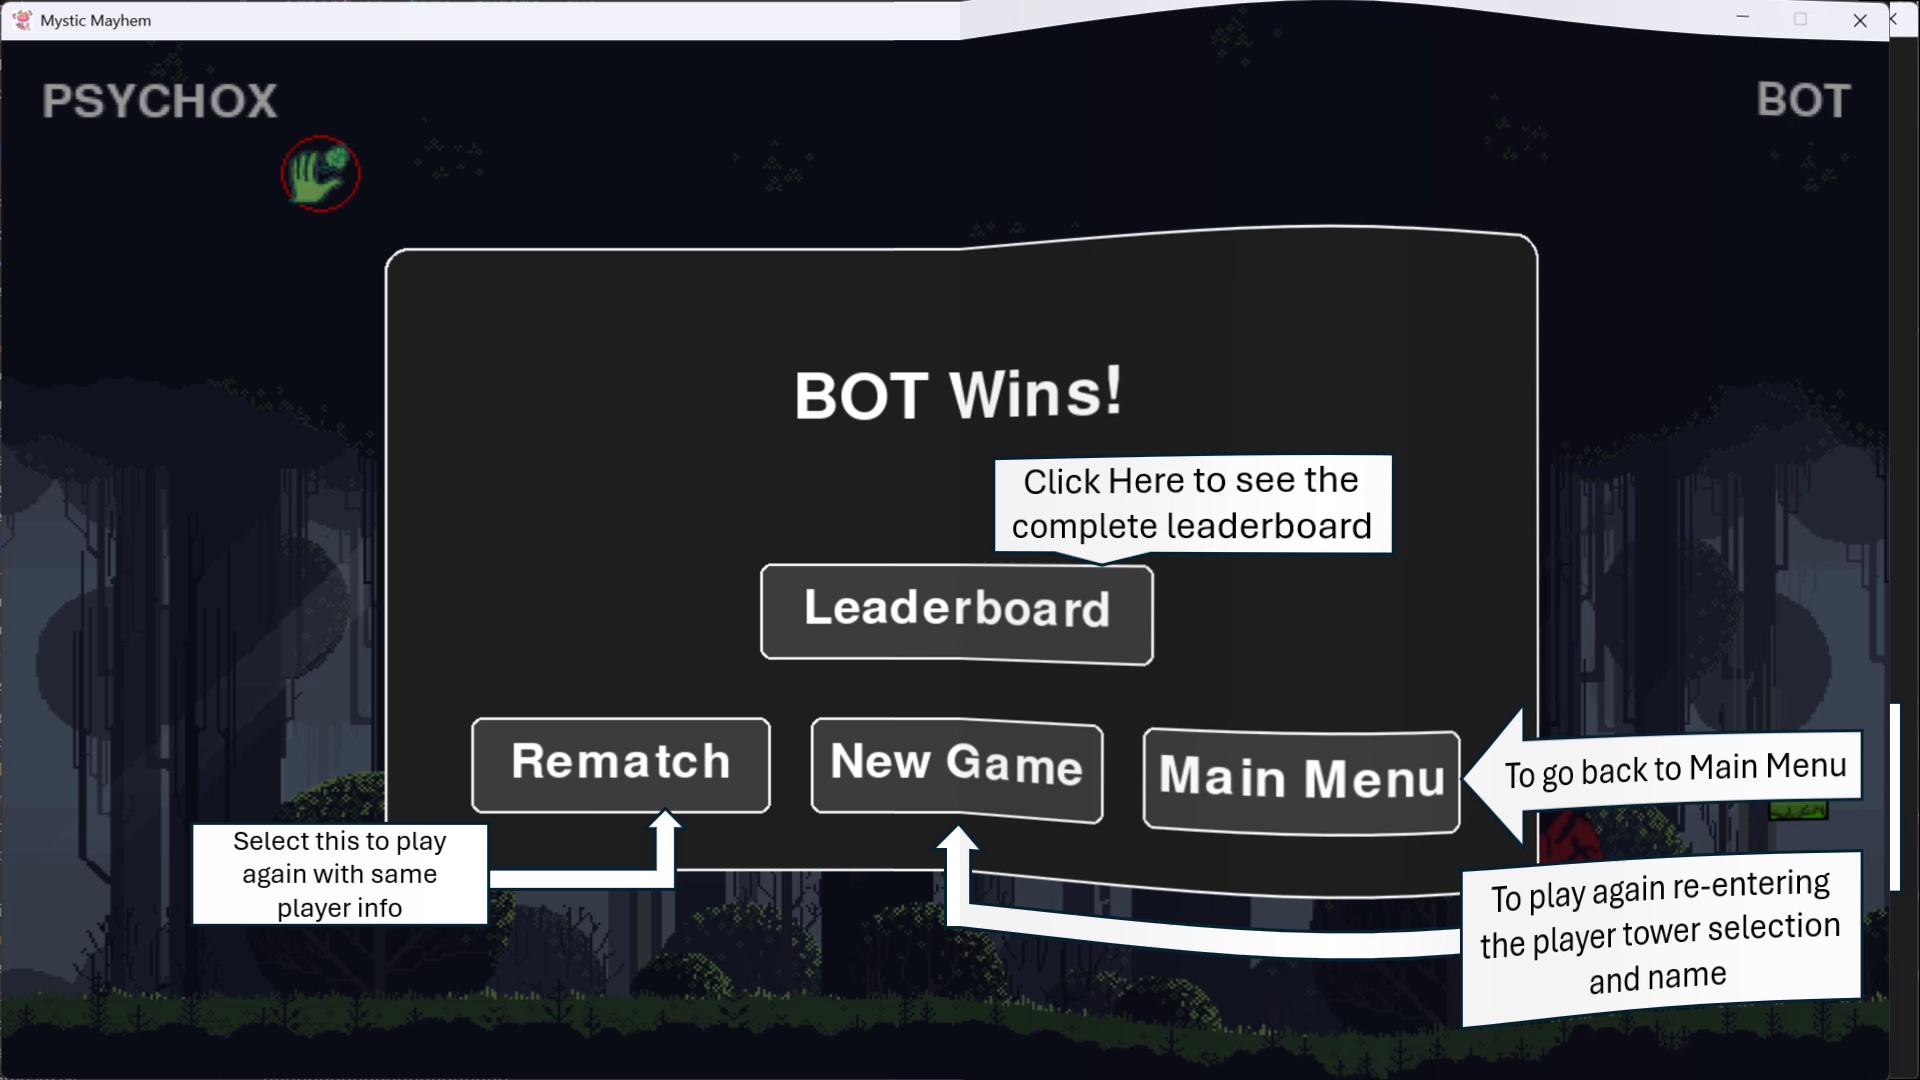 Mystic Mayhem
PSYCHOX
BOT
BOT Wins!
Click Here to see the
complete leaderboard
Leaderboard
Rematch
New Game
Main Menu
To go back to Main Menu
Select this to play
again with same
player info
To play again re-entering
the player tower selection
and name